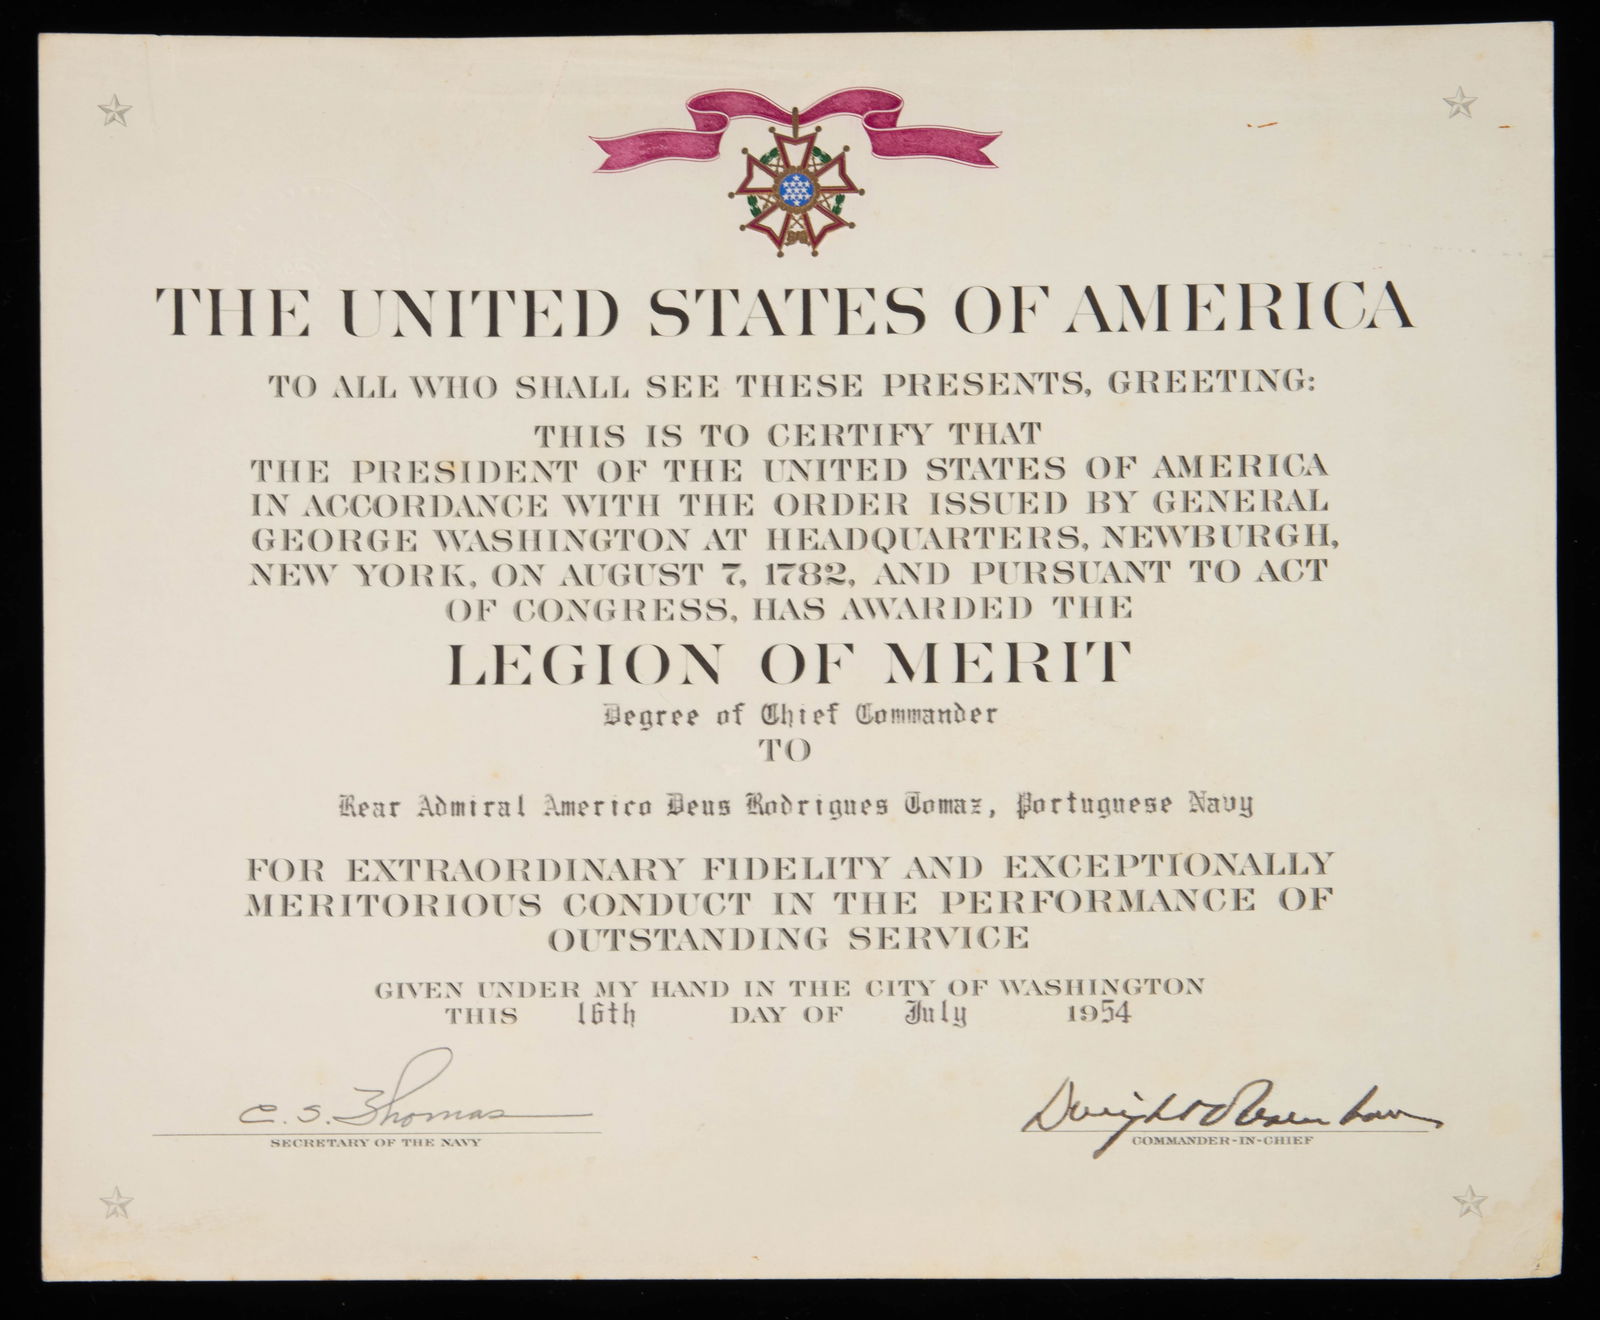 THE UNITED STATES OF AMERICA
TO ALL WHO SHALL SEE THESE PRESENTS, GREETING:
THIS IS TO CERTIFY THAT
THE PRESIDENT OF THE UNITED STATES OF AMERICA
IN ACCORDANCE WITH THE ORDER ISSUED BY GENERAL
GEORGE WASHINGTON AT HEADQUARTERS, NEWBURGH,
NEW YORK, ON AUGUST 7, 1782, AND PURSUANT TO ACT
OF CONGRESS, HAS AWARDED THE
LEGION OF MERIT
Degree of Chief Commander
TO
Rear Admiral Americo Deus Rodrigues Tomaz, Portuguese Navy
FOR EXTRAORDINARY FIDELITY AND EXCEPTIONALLY
MERITORIOUS CONDUCT IN THE PERFORMANCE OF
OUTSTANDING SERVICE
GIVEN UNDER MY HAND IN THE CITY OF WASHINGTON
THIS 16th DAY OF July 1954
C. S. Thomas Dwight D Eisenhower
SECRETARY OF THE NAVY COMMANDER-IN-CHIEF